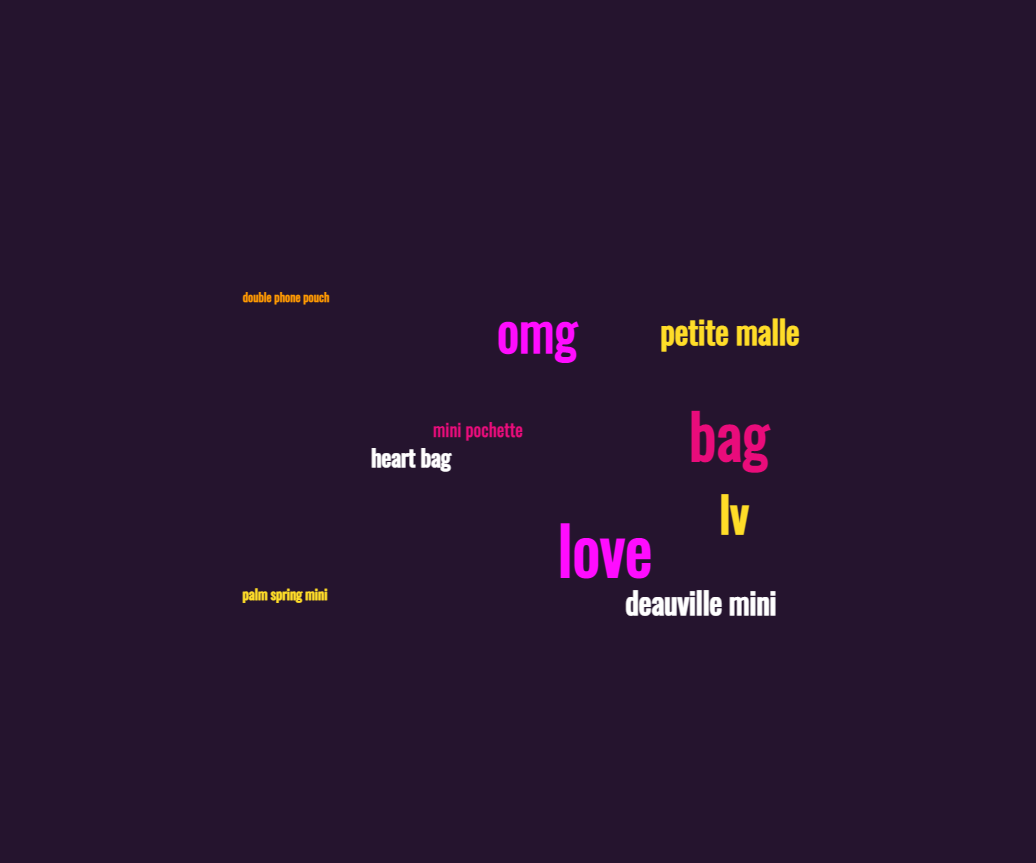 double phone pouch
omg
petite malle
mini pochette
bag
heart bag
lv
love
palm spring mini
deauville mini